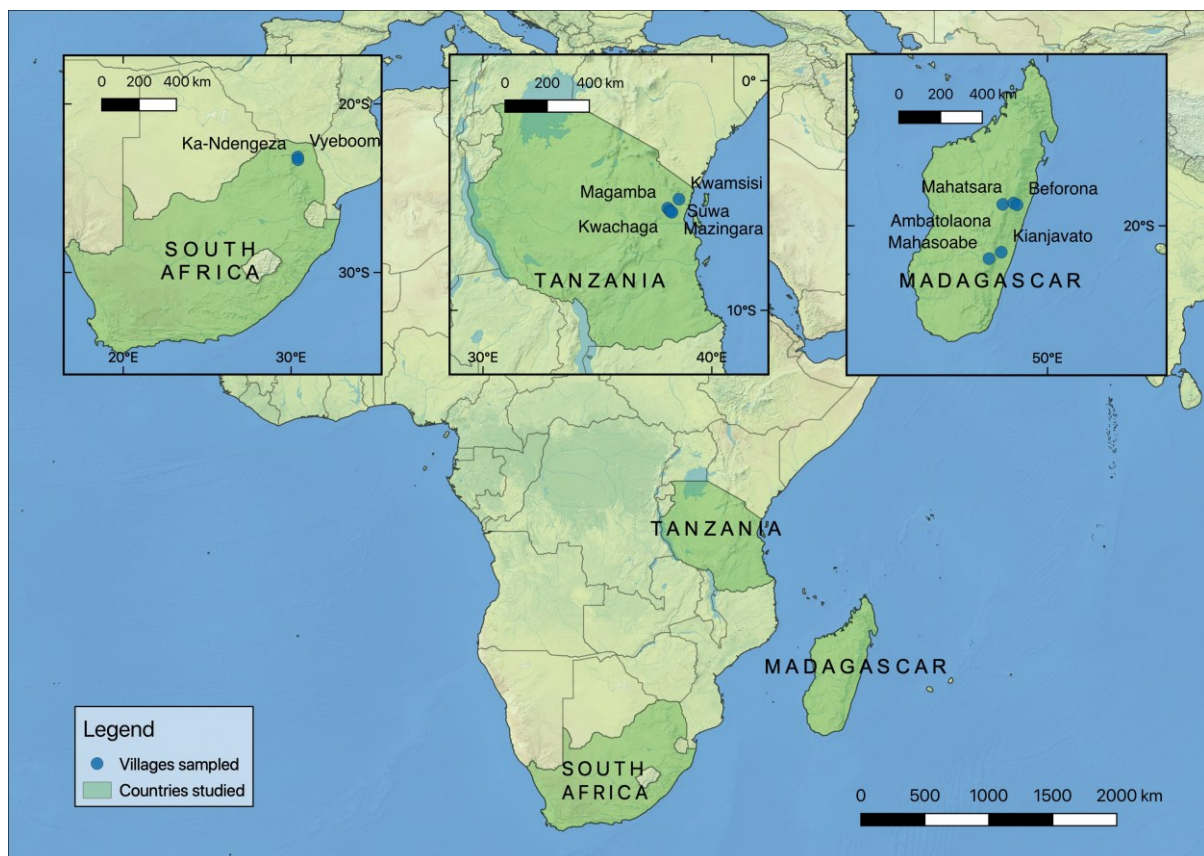 0 200 400 km
20°S
Ka-Ndengeza
Vyeboom
SOUTH
AFRICA
30°S
20°E
30°E
0 200 400 km
0°
Magamba
Kwamsisi
Kwachaga
Suwa
Mazingara
TANZANIA
10°S
30°E
40°E
0 200 400 km
Mahatsara
Beforona
Ambatolaona
20°S
Mahasoabe
Kianjavato
MADAGASCAR
50°E
TANZANIA
MADAGASCAR
SOUTH
AFRICA
Legend
Villages sampled
Countries studied
0 500 1000 1500 2000 km